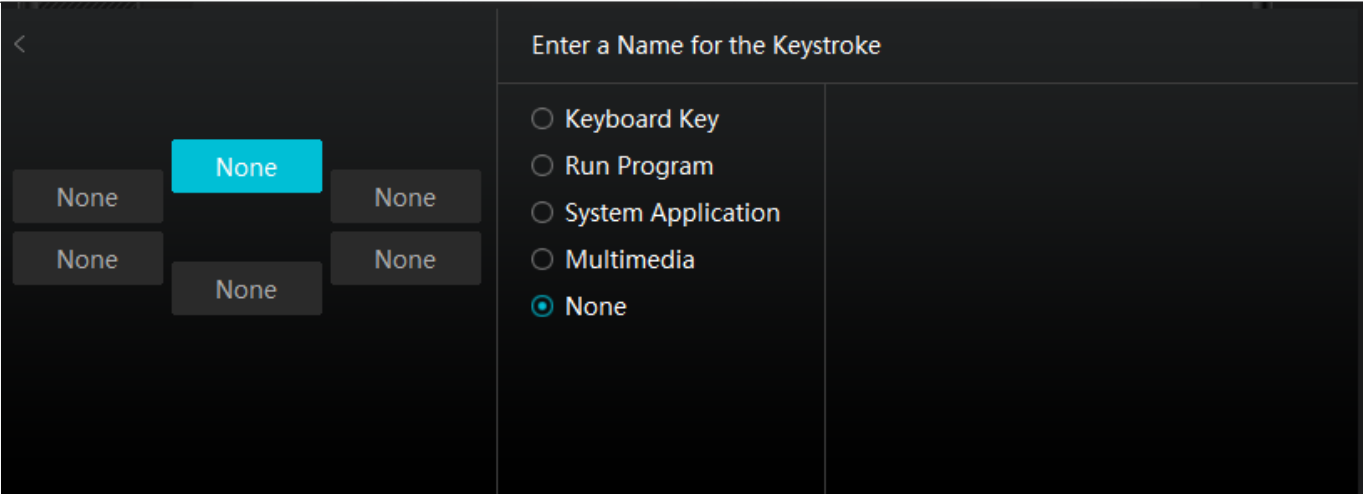 <
Enter a Name for the Keystroke
None
None
None
None
None
None
Keyboard Key
Run Program
System Application
Multimedia
None